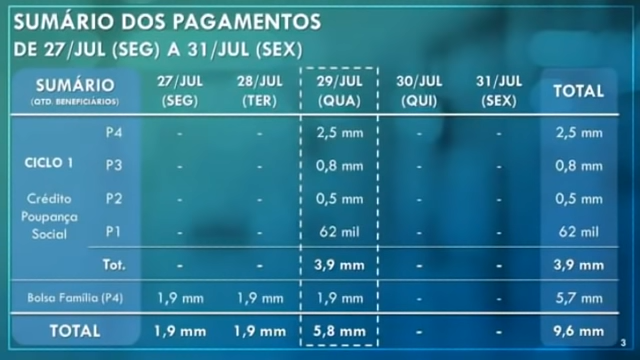 SUMÁRIO DOS PAGAMENTOS
DE 27/JUL (SEG) A 31/JUL (SEX)
SUMÁRIO (QTD. BENEFICIÁRIOS) 27/JUL (SEG) 28/JUL (TER) 29/JUL (QUA) 30/JUL (QUI) 31/JUL (SEX) TOTAL
CICLO 1
Crédito Poupança Social
P4 - - 2,5 mm - - 2,5 mm
P3 - - 0,8 mm - - 0,8 mm
P2 - - 0,5 mm - - 0,5 mm
P1 - - 62 mil - - 62 mil
Tot. - - 3,9 mm - - 3,9 mm
Bolsa Família (P4) 1,9 mm 1,9 mm 1,9 mm - - 5,7 mm
TOTAL 1,9 mm 1,9 mm 5,8 mm - - 9,6 mm
3